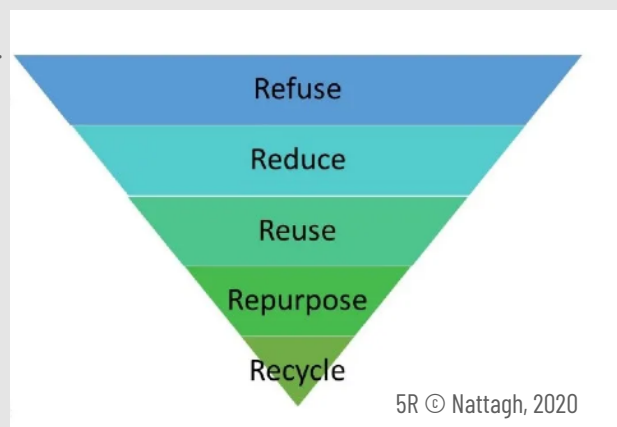 Refuse
Reduce
Reuse
Repurpose
Recycle
5R © Nattagh, 2020